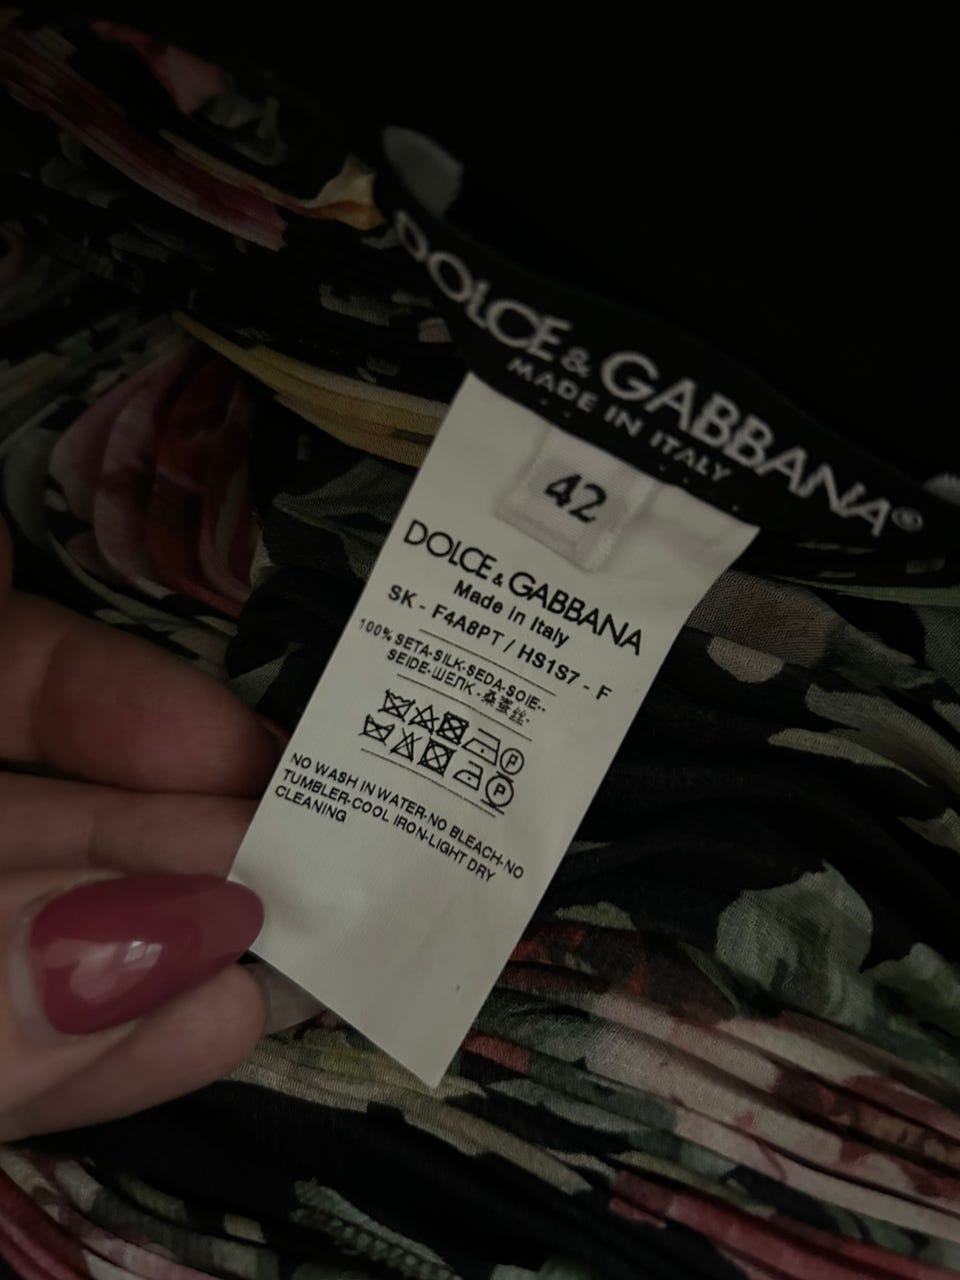 DOLCE & GABBANA®
MADE IN ITALY
42
DOLCE & GABBANA
Made in Italy
SK - F4A8PT / HS1S7 - F
100% SETA-SILK-SEDA-SOIE-
SEIDE-ШЕЛК-桑蚕丝-
P
P
NO WASH IN WATER-NO BLEACH-NO
TUMBLER-COOL IRON-LIGHT DRY
CLEANING